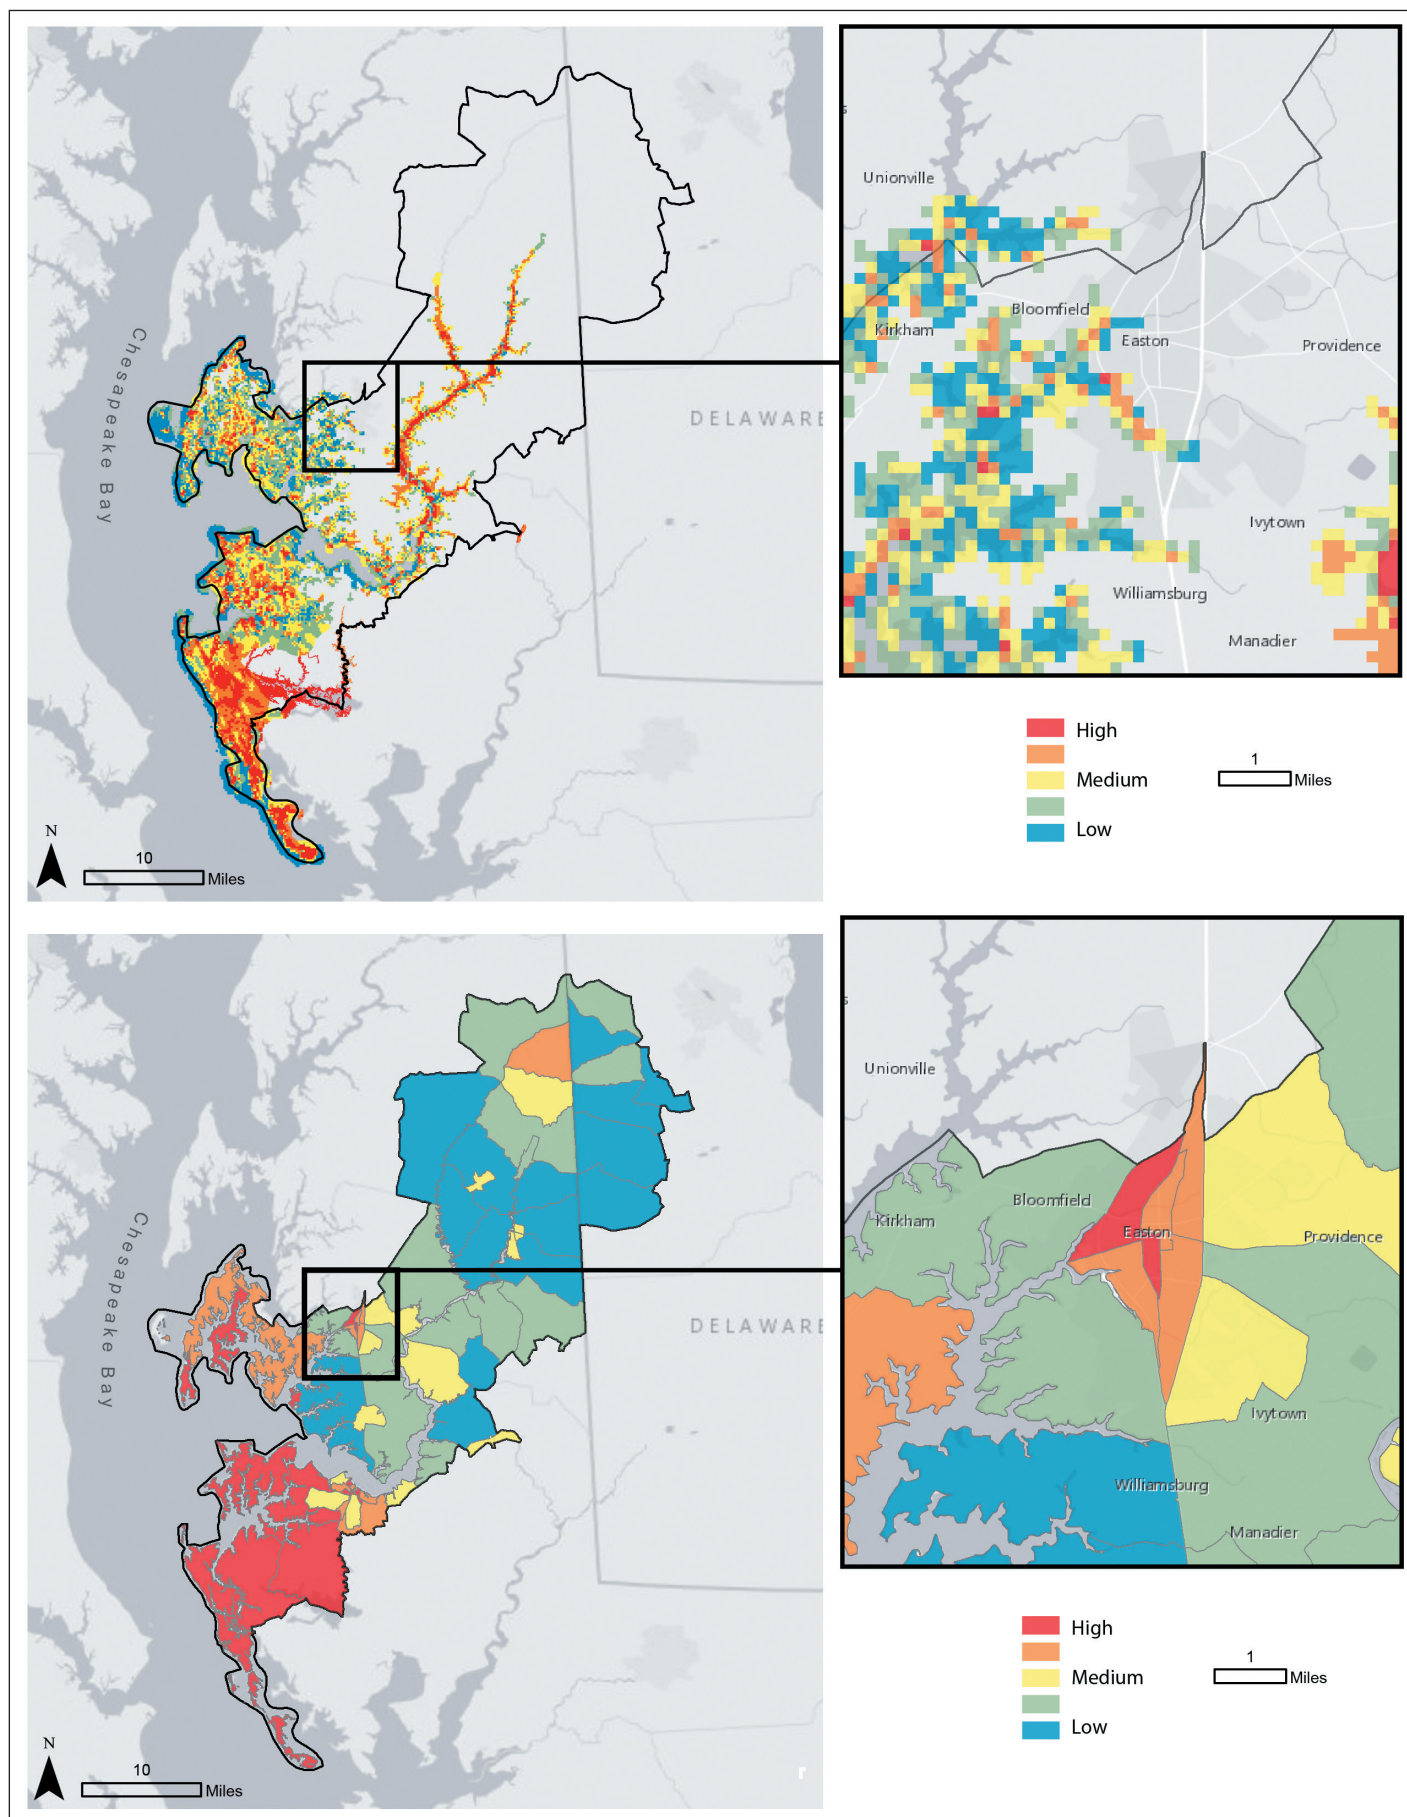 Chesapeake Bay
DELAWARE
N
10
Miles
s
Unionville
Bloomfield
Kirkham
Easton
Providence
Ivytown
Williamsburg
Manadier
High
Medium
Low
1
Miles
Chesapeake Bay
DELAWARE
N
10
Miles
r
s
Unionville
Bloomfield
Kirkham
Easton
Providence
Ivytown
Williamsburg
Manadier
High
Medium
Low
1
Miles